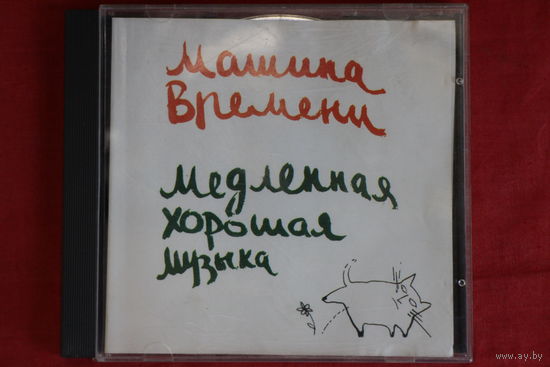 Машина
Времени
Медленная
хорошая
музыка
www.ay.by